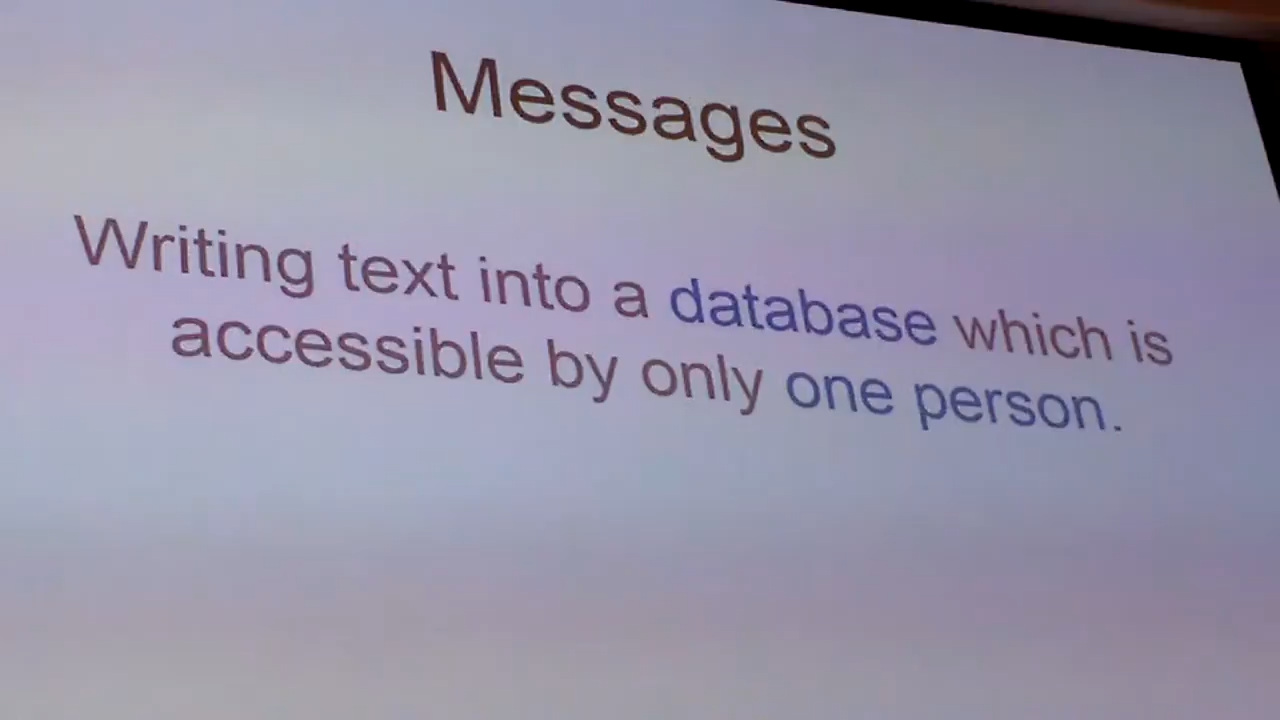 Messages
Writing text into a database which is
accessible by only one person.